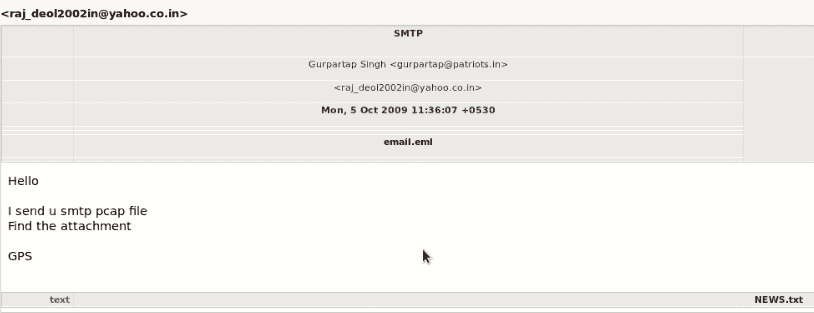 <raj_deol2002in@yahoo.co.in>
SMTP
Gurpartap Singh <gurpartap@patriots.in>
<raj_deol2002in@yahoo.co.in>
Mon, 5 Oct 2009 11:36:07 +0530
email.eml
Hello
I send u smtp pcap file
Find the attachment
GPS
text NEWS.txt